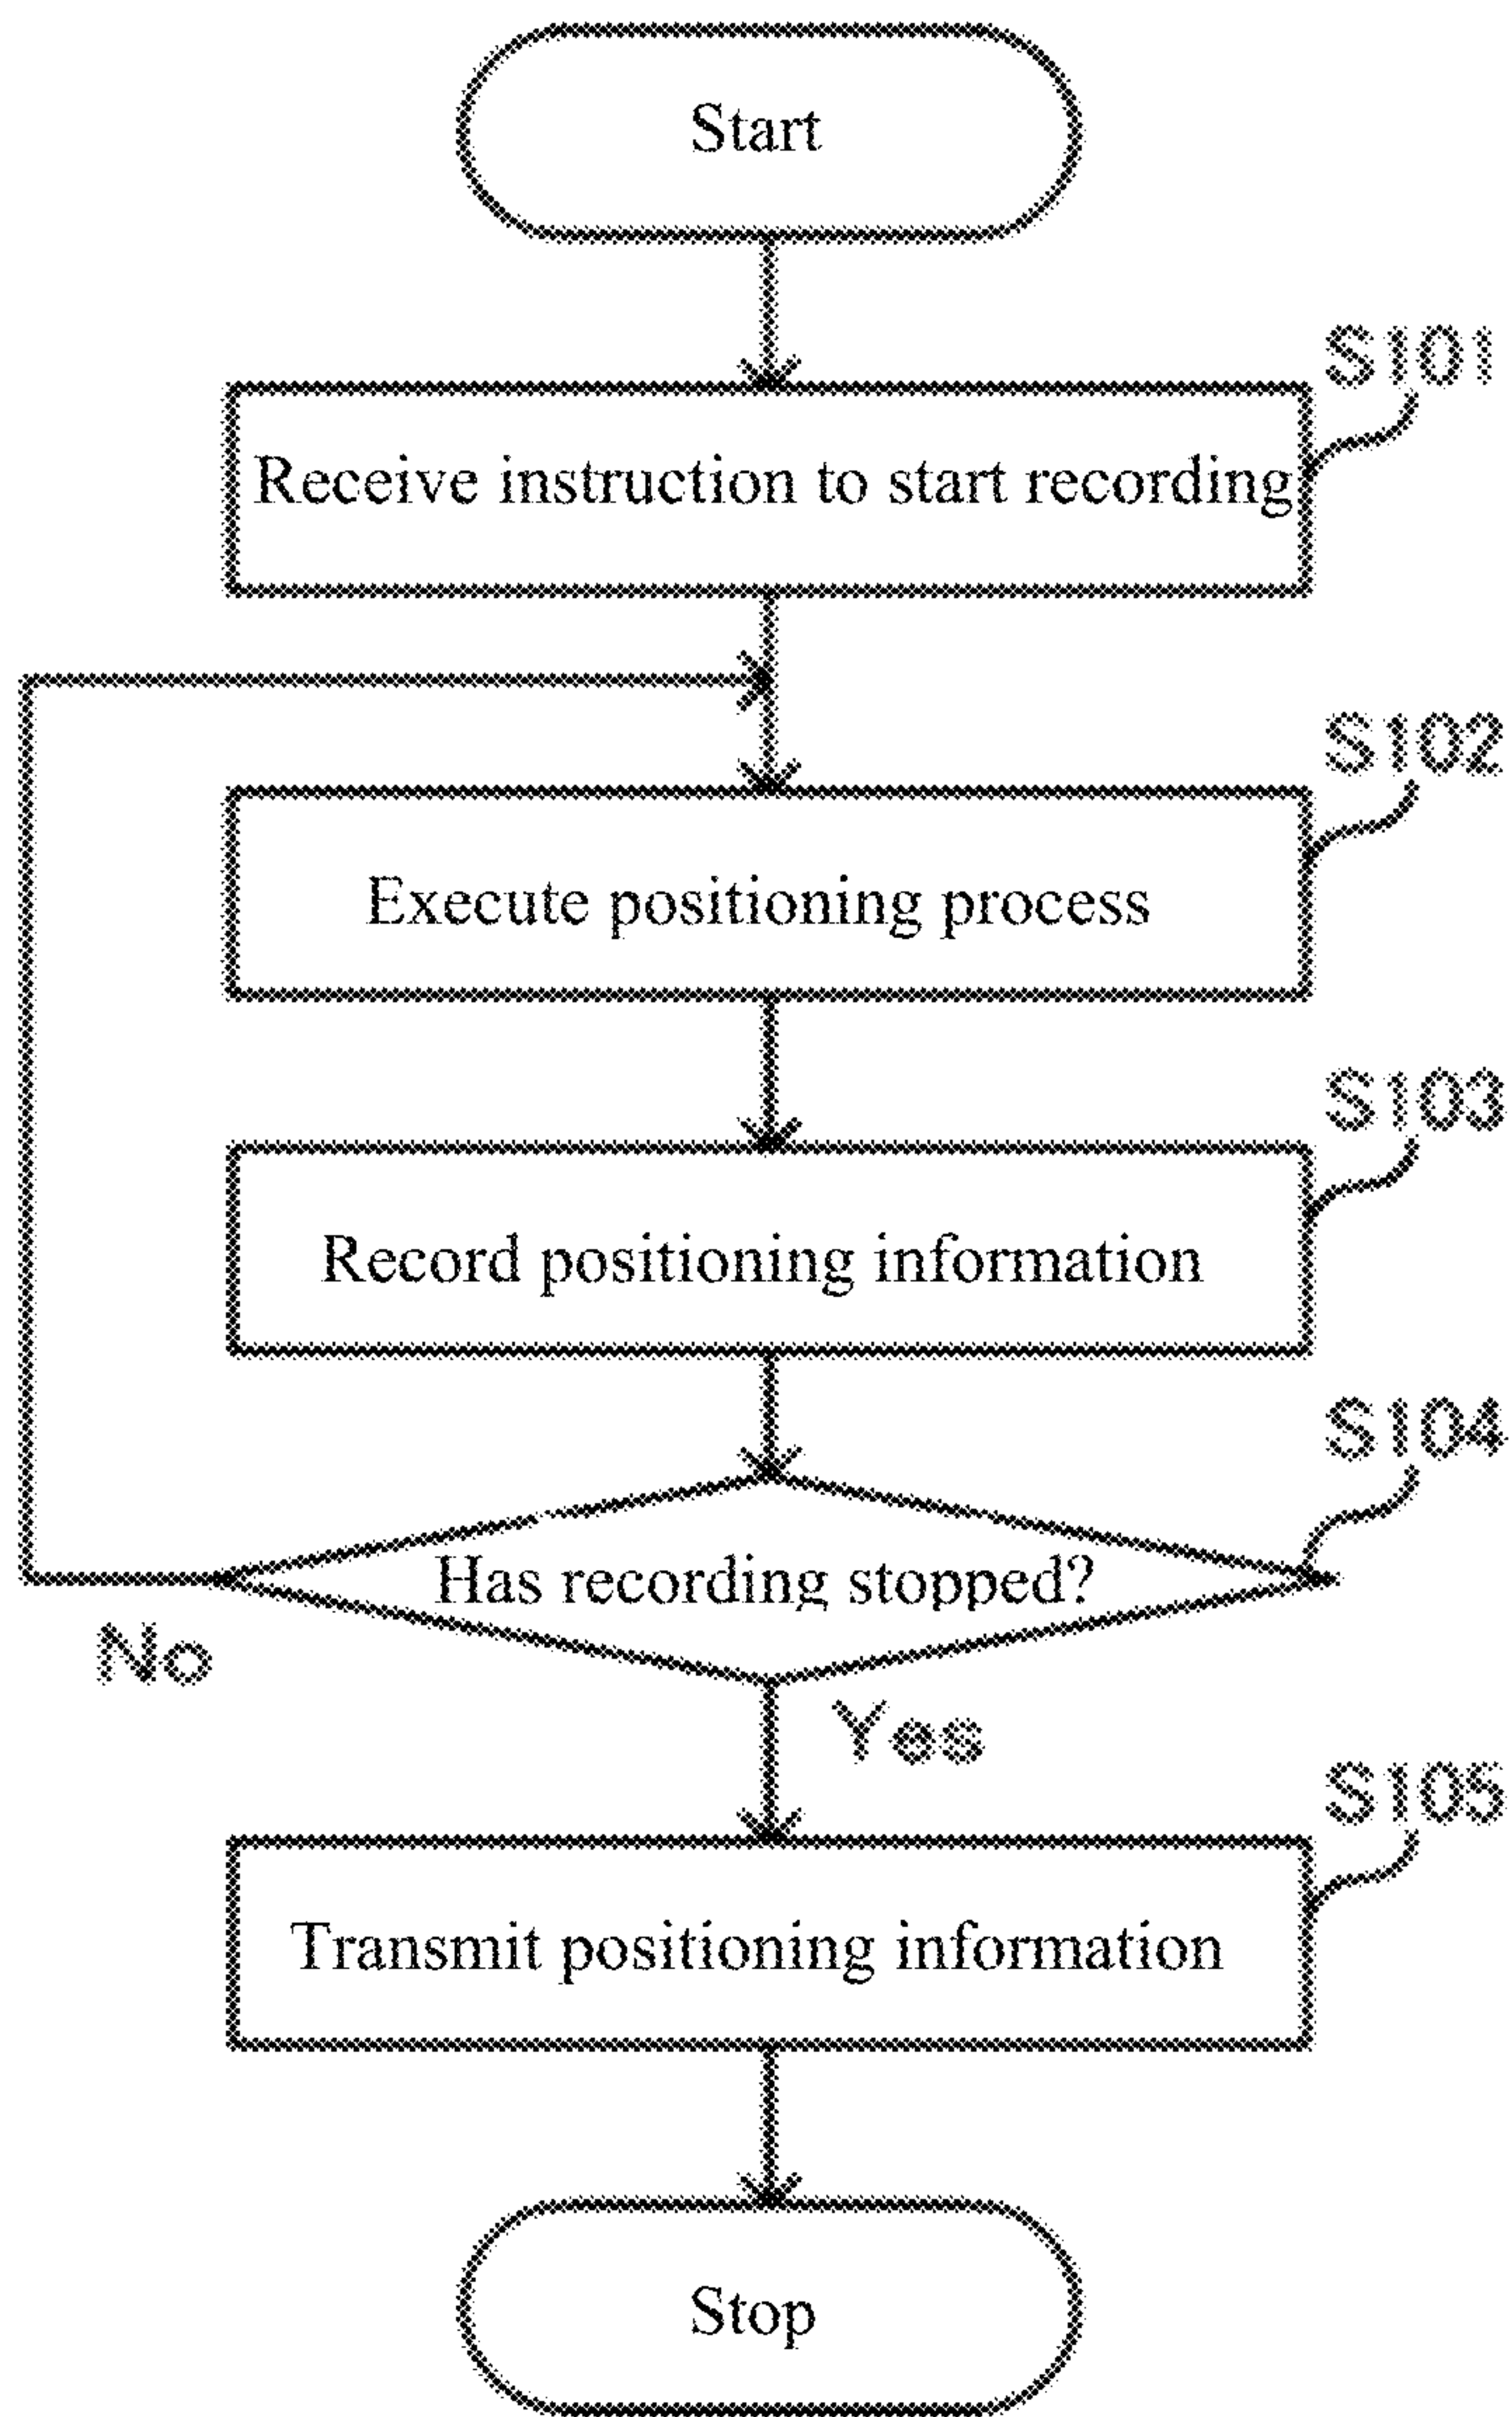 Start
S101
Receive instruction to start recording
S102
Execute positioning process
S103
Record positioning information
S104
Has recording stopped?
No
Yes
S105
Transmit positioning information
Stop